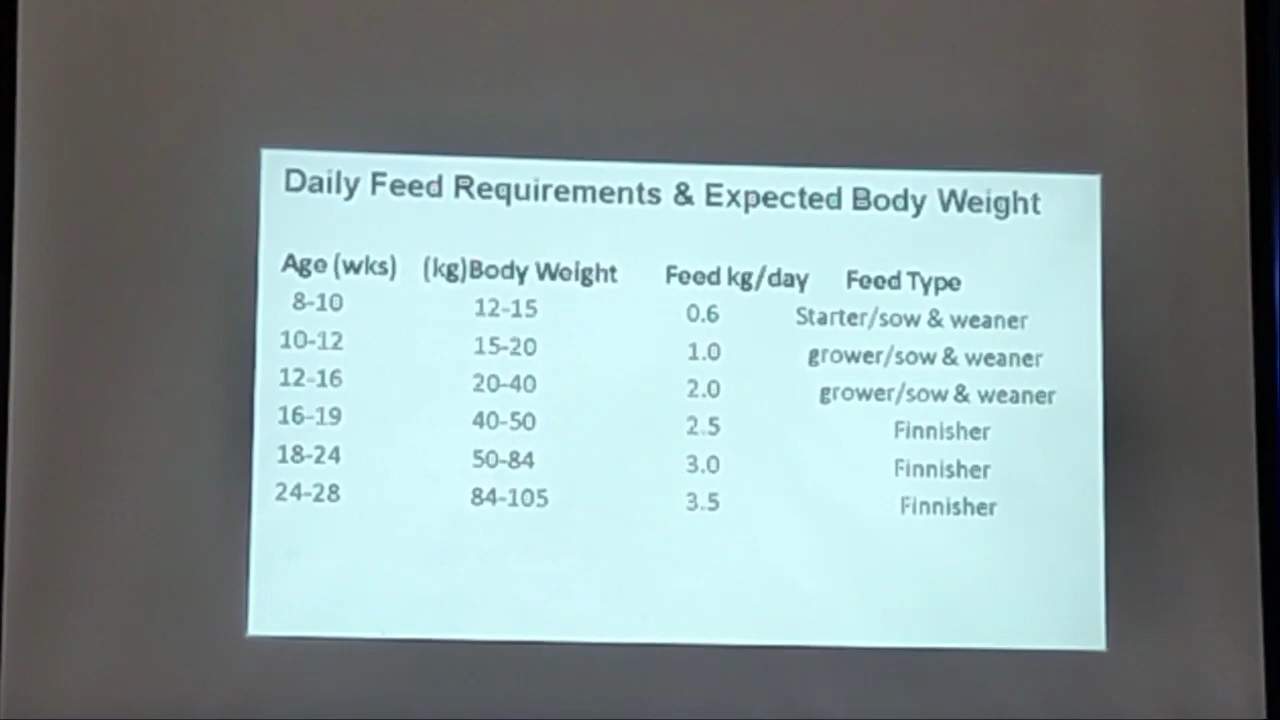 Daily Feed Requirements & Expected Body Weight
Age (wks) (kg)Body Weight Feed kg/day Feed Type
8-10 12-15 0.6 Starter/sow & weaner
10-12 15-20 1.0 grower/sow & weaner
12-16 20-40 2.0 grower/sow & weaner
16-19 40-50 2.5 Finnisher
18-24 50-84 3.0 Finnisher
24-28 84-105 3.5 Finnisher